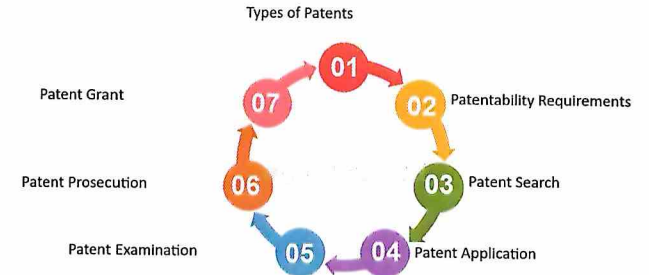 Types of Patents
01
Patent Grant
07
02
Patentability Requirements
Patent Prosecution
06
03
Patent Search
Patent Examination
05
04
Patent Application